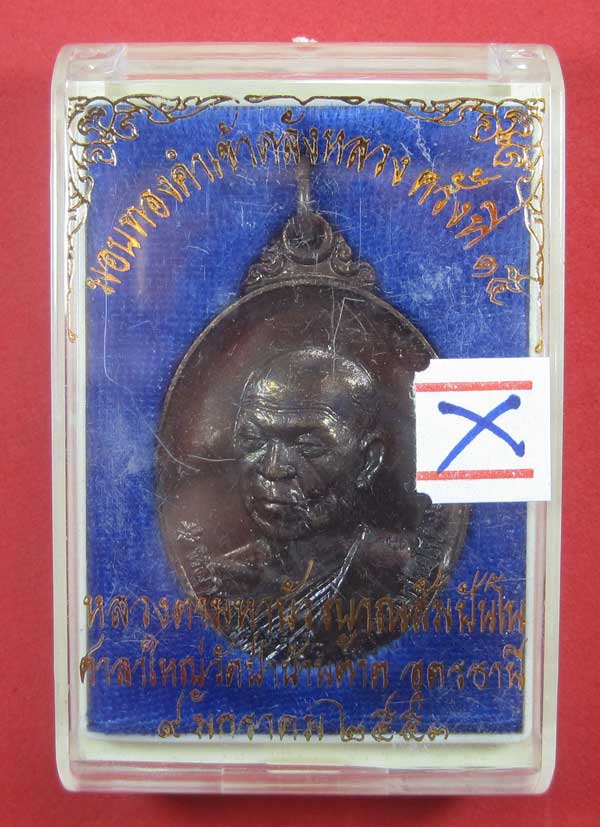 มอบทองคำเข้าคลังหลวง ครั้งที่ ๑๕
X
หลวงตามหาบัว ญาณสัมปันโน
ศาลาใหญ่วัดป่าบ้านตาด อุดรธานี
๙ มกราคม ๒๕๕๓